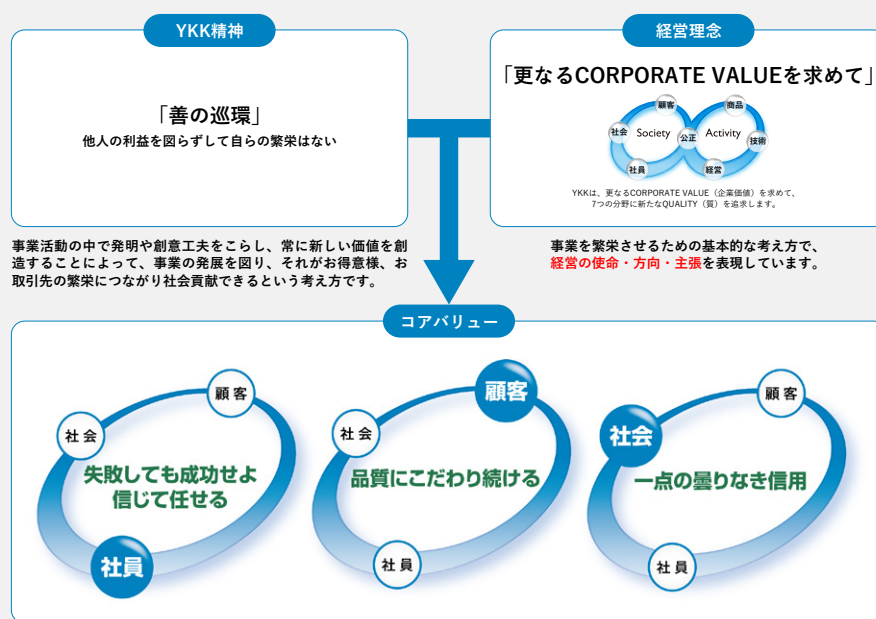 YKK精神
「善の巡環」
他人の利益を図らずして自らの繁栄はない
事業活動の中で発明や創意工夫をこらし、常に新しい価値を創
造することによって、事業の発展を図り、それがお得意様、お
取引先の繁栄につながり社会貢献できるという考え方です。
経営理念
「更なるCORPORATE VALUEを求めて」
顧客
商品
社会
Society
公正
Activity
技術
社員
経営
YKKは、更なるCORPORATE VALUE（企業価値）を求めて、
7つの分野に新たなQUALITY（質）を追求します。
事業を繁栄させるための基本的な考え方で、
経営の使命・方向・主張を表現しています。
コアバリュー
顧客
社会
失敗しても成功せよ
信じて任せる
社員
顧客
社会
品質にこだわり続ける
社員
顧客
社会
一点の曇りなき信用
社員